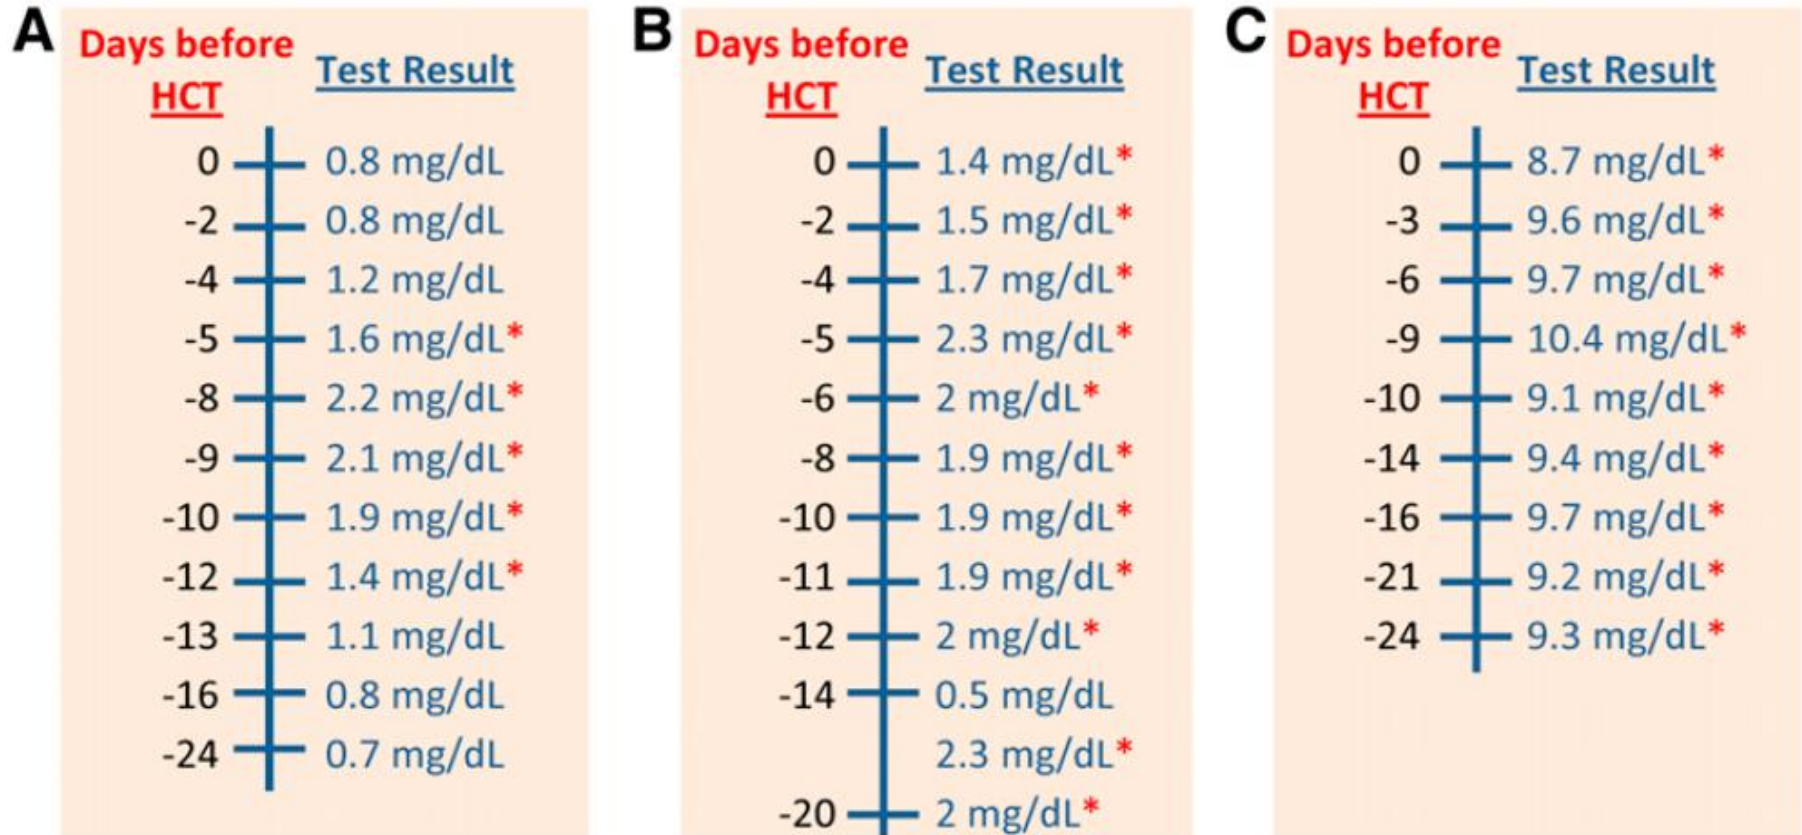 A
Days before
HCT
Test Result
0 0.8 mg/dL
-2 0.8 mg/dL
-4 1.2 mg/dL
-5 1.6 mg/dL*
-8 2.2 mg/dL*
-9 2.1 mg/dL*
-10 1.9 mg/dL*
-12 1.4 mg/dL*
-13 1.1 mg/dL
-16 0.8 mg/dL
-24 0.7 mg/dL
B
Days before
HCT
Test Result
0 1.4 mg/dL*
-2 1.5 mg/dL*
-4 1.7 mg/dL*
-5 2.3 mg/dL*
-6 2 mg/dL*
-8 1.9 mg/dL*
-10 1.9 mg/dL*
-11 1.9 mg/dL*
-12 2 mg/dL*
-14 0.5 mg/dL
2.3 mg/dL*
-20 2 mg/dL*
C
Days before
HCT
Test Result
0 8.7 mg/dL*
-3 9.6 mg/dL*
-6 9.7 mg/dL*
-9 10.4 mg/dL*
-10 9.1 mg/dL*
-14 9.4 mg/dL*
-16 9.7 mg/dL*
-21 9.2 mg/dL*
-24 9.3 mg/dL*